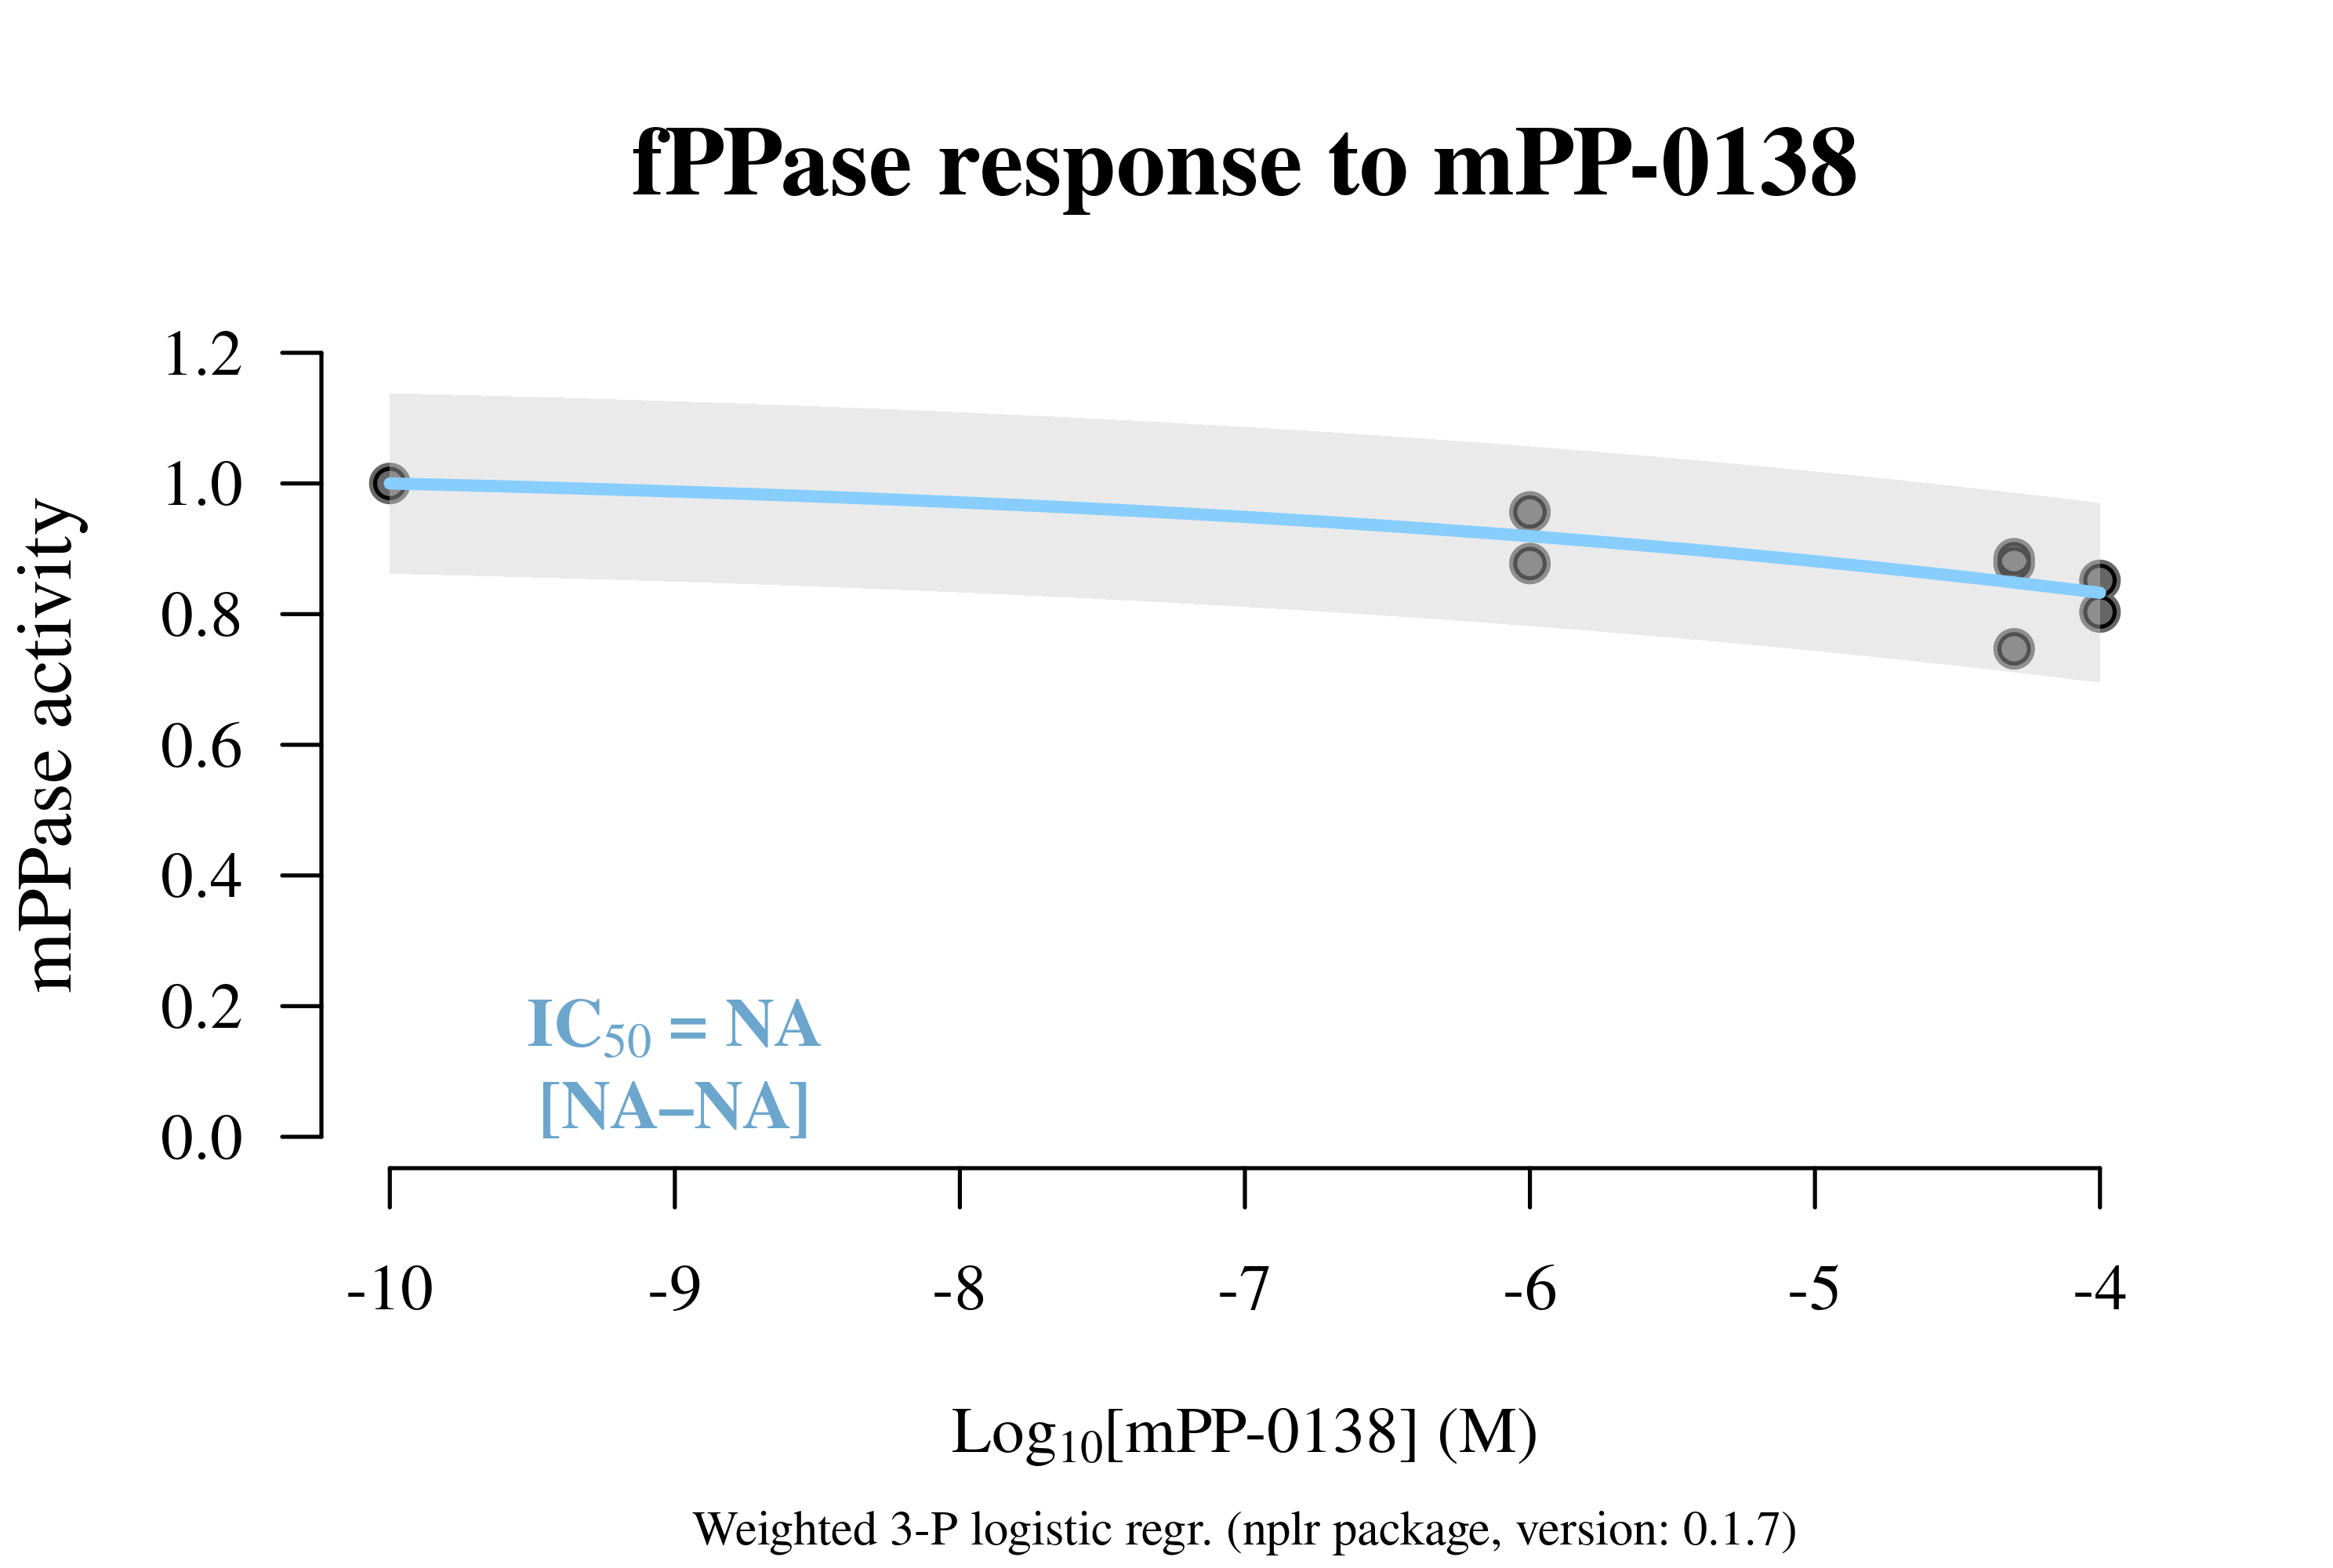 fPPase response to mPP-0138
mPPase activity
1.2
1.0
0.8
0.6
0.4
0.2
0.0
IC50 = NA
[NA–NA]
-10 -9 -8 -7 -6 -5 -4
Log10[mPP-0138] (M)
Weighted 3-P logistic regr. (nplr package, version: 0.1.7)